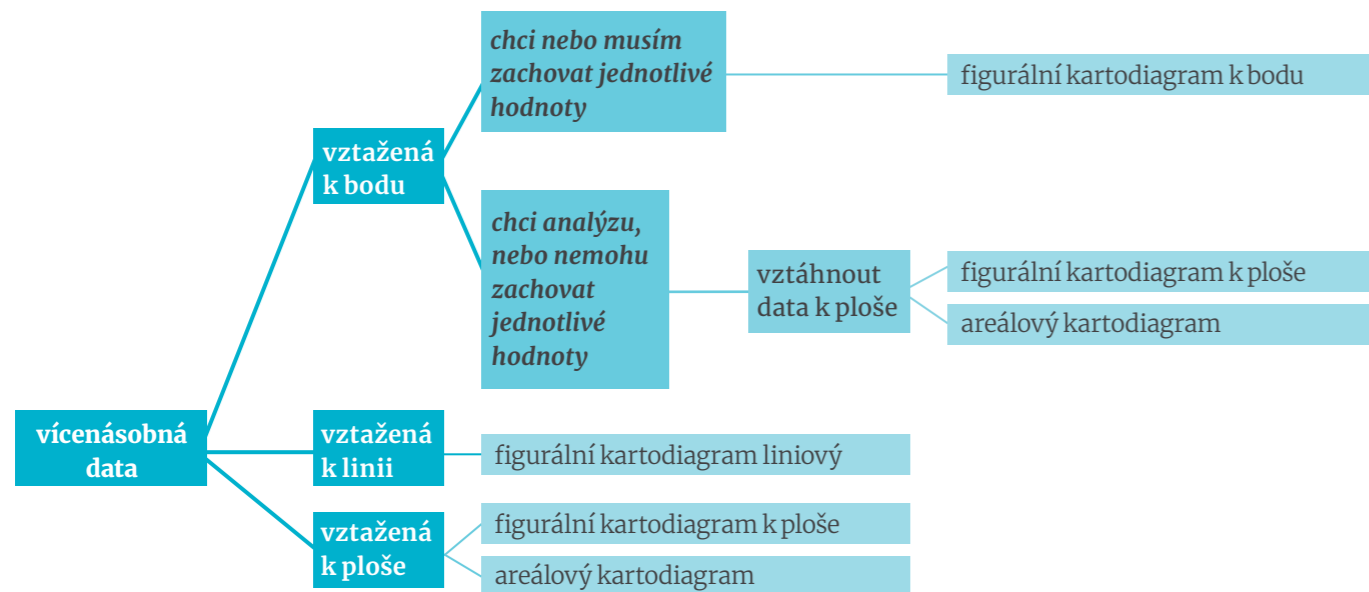 vícenásobná
data
vztažená
k bodu
chci nebo musím
zachovat jednotlivé
hodnoty
figurální kartodiagram k bodu
chci analýzu,
nebo nemohu
zachovat
jednotlivé
hodnoty
vztáhnout
data k ploše
figurální kartodiagram k ploše
areálový kartodiagram
vztažená
k linii
figurální kartodiagram liniový
vztažená
k ploše
figurální kartodiagram k ploše
areálový kartodiagram